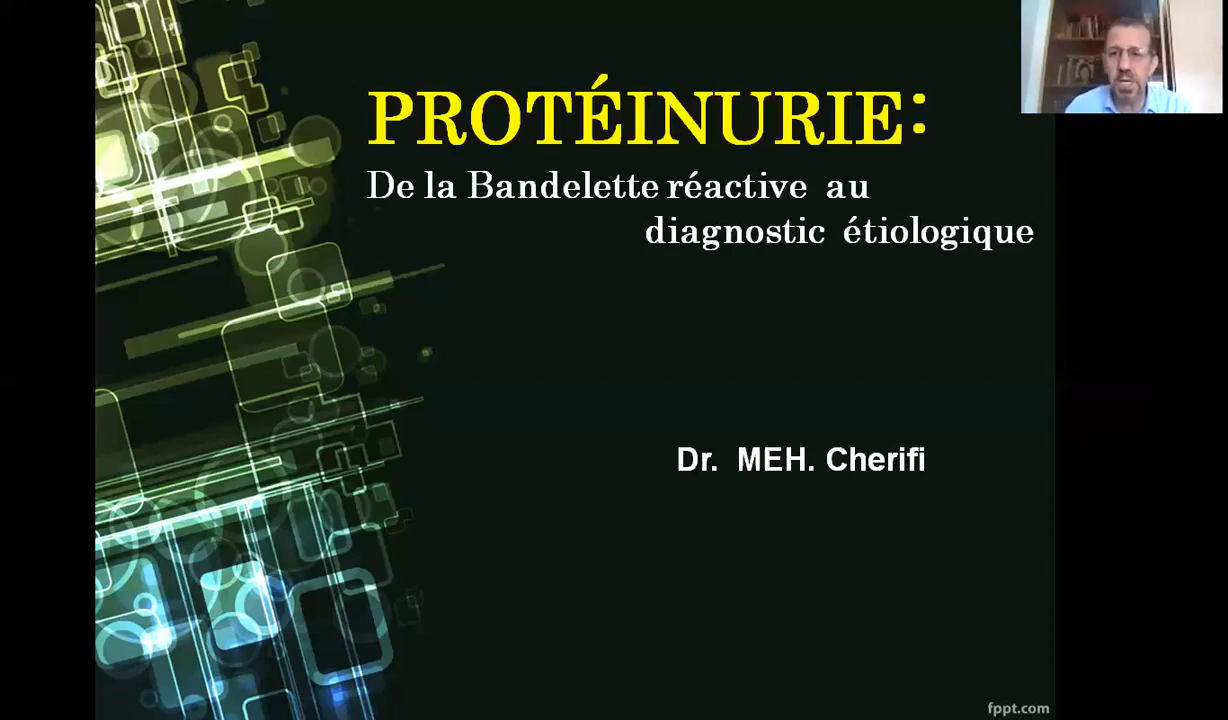 PROTÉINURIE:
De la Bandelette réactive au
diagnostic étiologique
Dr. MEH. Cherifi
fppt.com